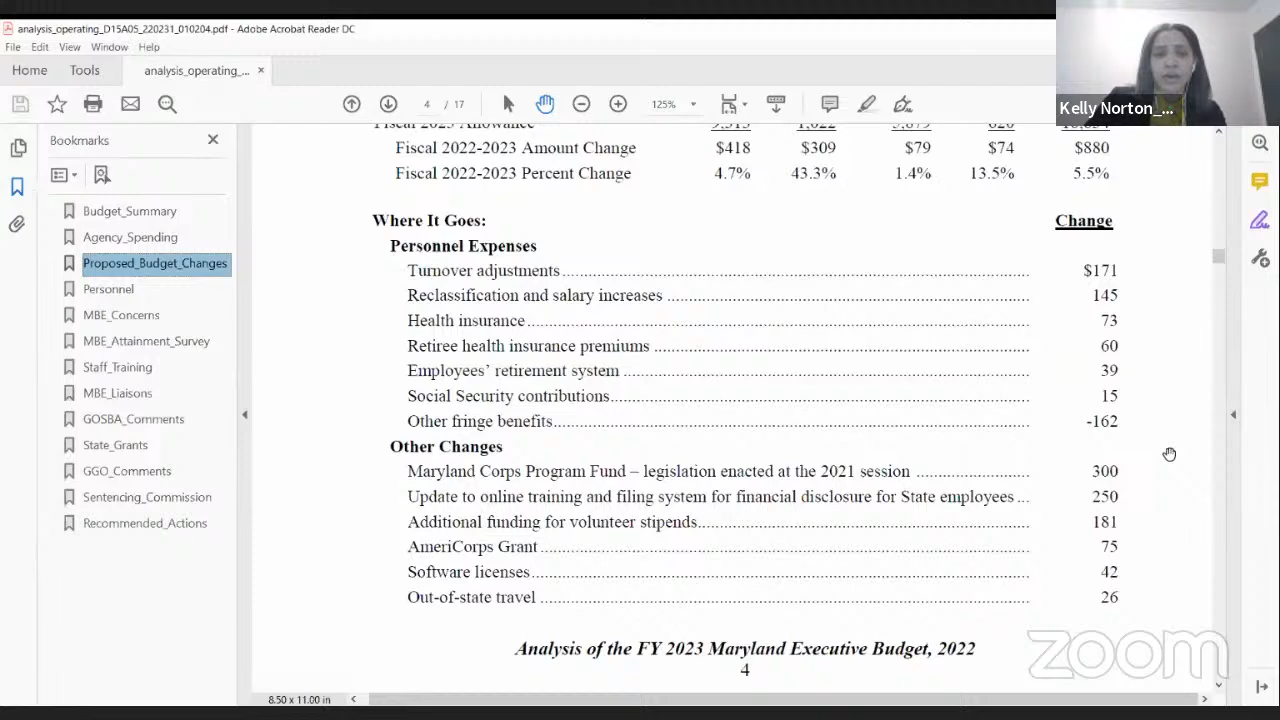 analysis_operating_D15A05_220231_010204.pdf - Adobe Acrobat Reader DC
File Edit View Window Help
Home Tools analysis_operating_... ×
4 / 17 125%
Kelly Norton_...
Bookmarks
Budget_Summary
Agency_Spending
Proposed_Budget_Changes
Personnel
MBE_Concerns
MBE_Attainment_Survey
Staff_Training
MBE_Liaisons
GOSBA_Comments
State_Grants
GGO_Comments
Sentencing_Commission
Recommended_Actions
Fiscal 2023 Allowance
Fiscal 2022-2023 Amount Change $418 $309 $79 $74 $880
Fiscal 2022-2023 Percent Change 4.7% 43.3% 1.4% 13.5% 5.5%
Where It Goes: Change
Personnel Expenses
Turnover adjustments $171
Reclassification and salary increases 145
Health insurance 73
Retiree health insurance premiums 60
Employees’ retirement system 39
Social Security contributions 15
Other fringe benefits -162
Other Changes
Maryland Corps Program Fund – legislation enacted at the 2021 session 300
Update to online training and filing system for financial disclosure for State employees 250
Additional funding for volunteer stipends 181
AmeriCorps Grant 75
Software licenses 42
Out-of-state travel 26
Analysis of the FY 2023 Maryland Executive Budget, 2022
4
zoom
8.50 x 11.00 in